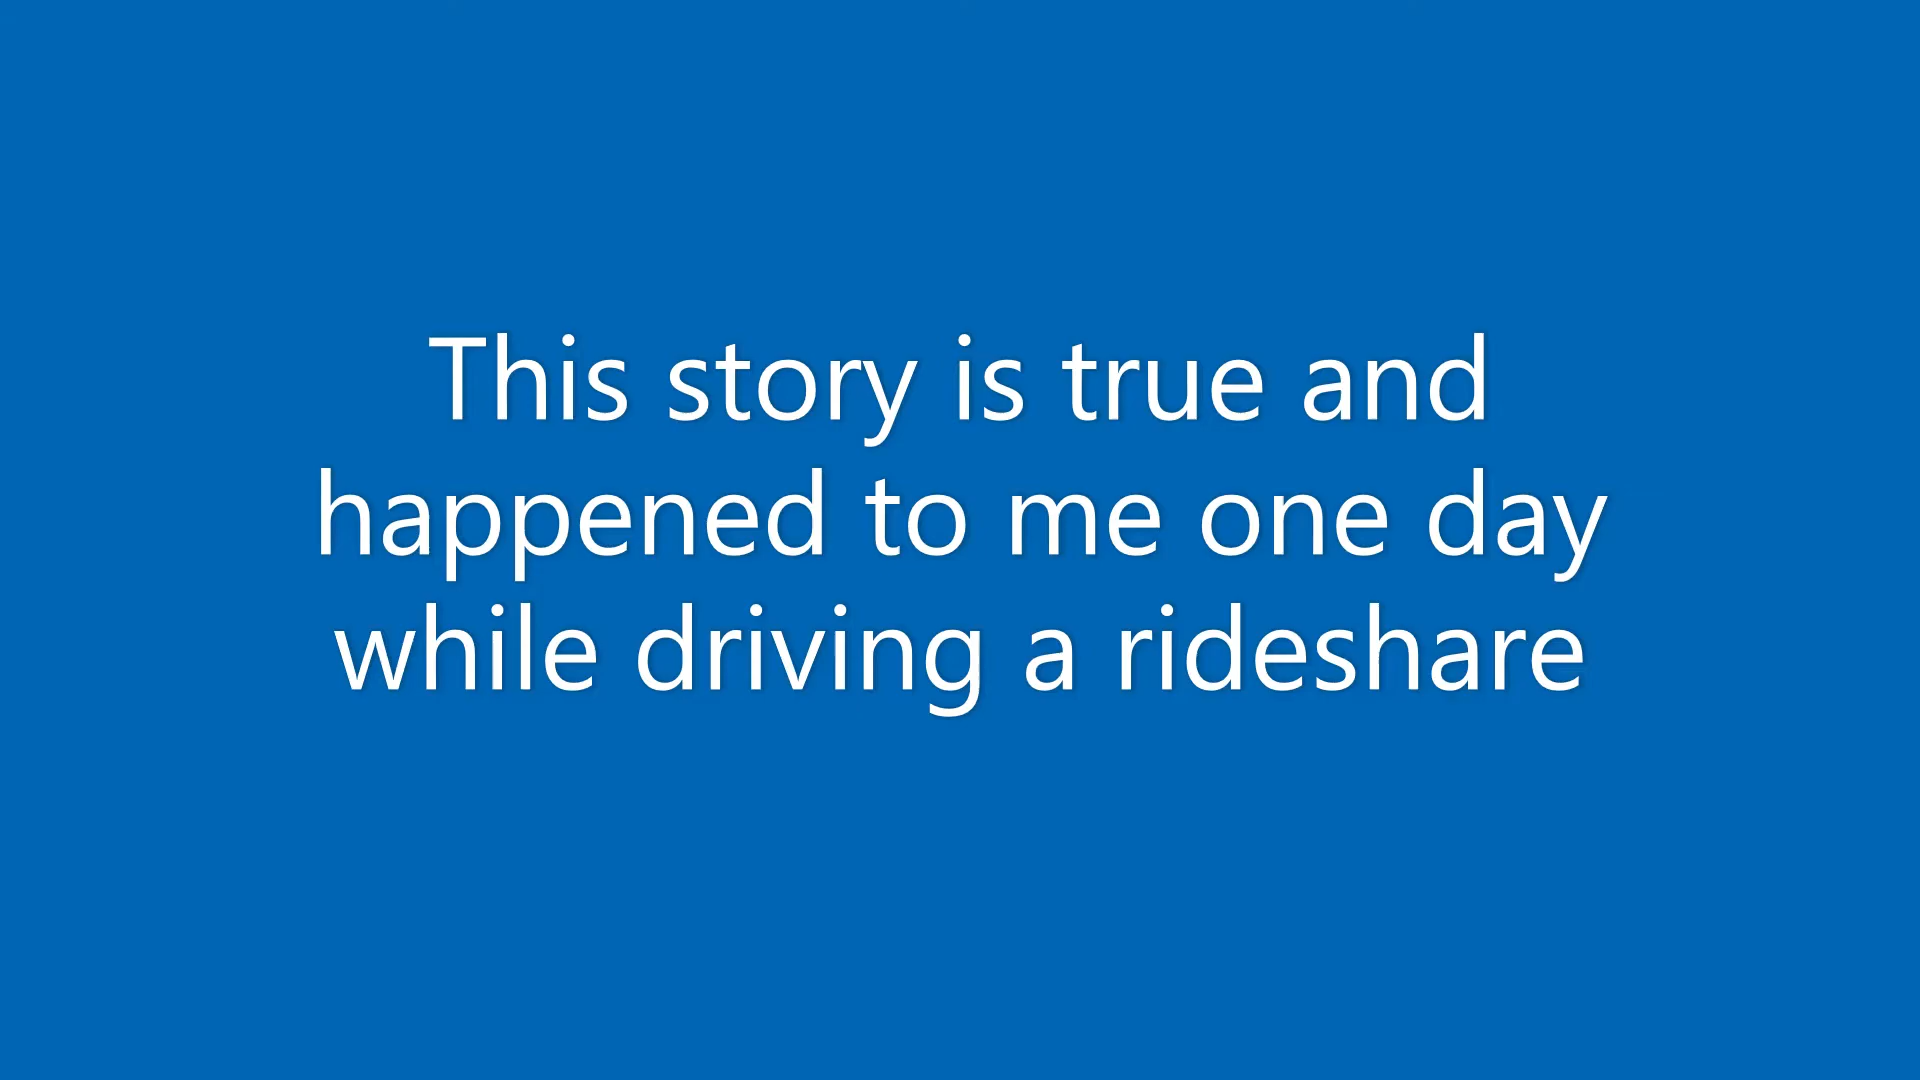 This story is true and
happened to me one day
while driving a rideshare